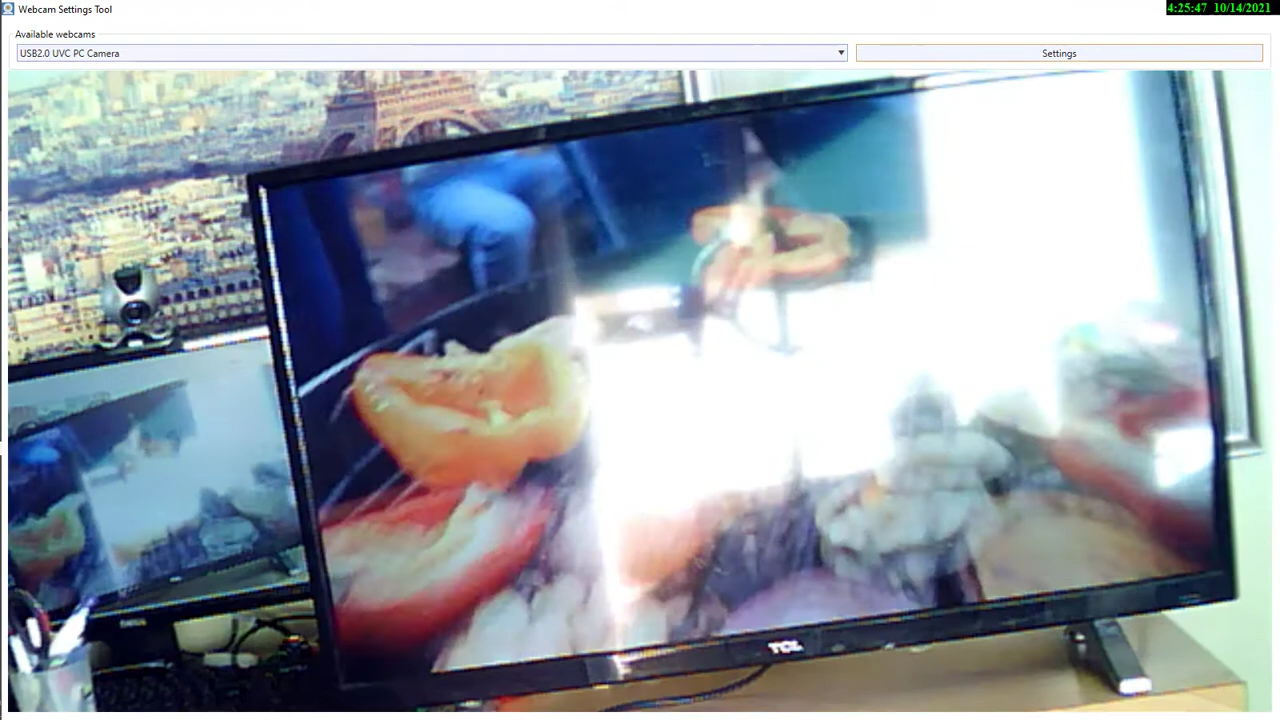 Webcam Settings Tool
4:25:47 10/14/2021
Available webcams
USB2.0 UVC PC Camera
Settings
TCL